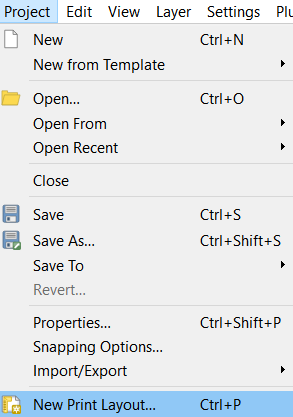 Project Edit View Layer Settings Plu
New Ctrl+N
New from Template
Open... Ctrl+O
Open From
Open Recent
Close
Save Ctrl+S
Save As... Ctrl+Shift+S
Save To
Revert...
Properties... Ctrl+Shift+P
Snapping Options...
Import/Export
New Print Layout... Ctrl+P